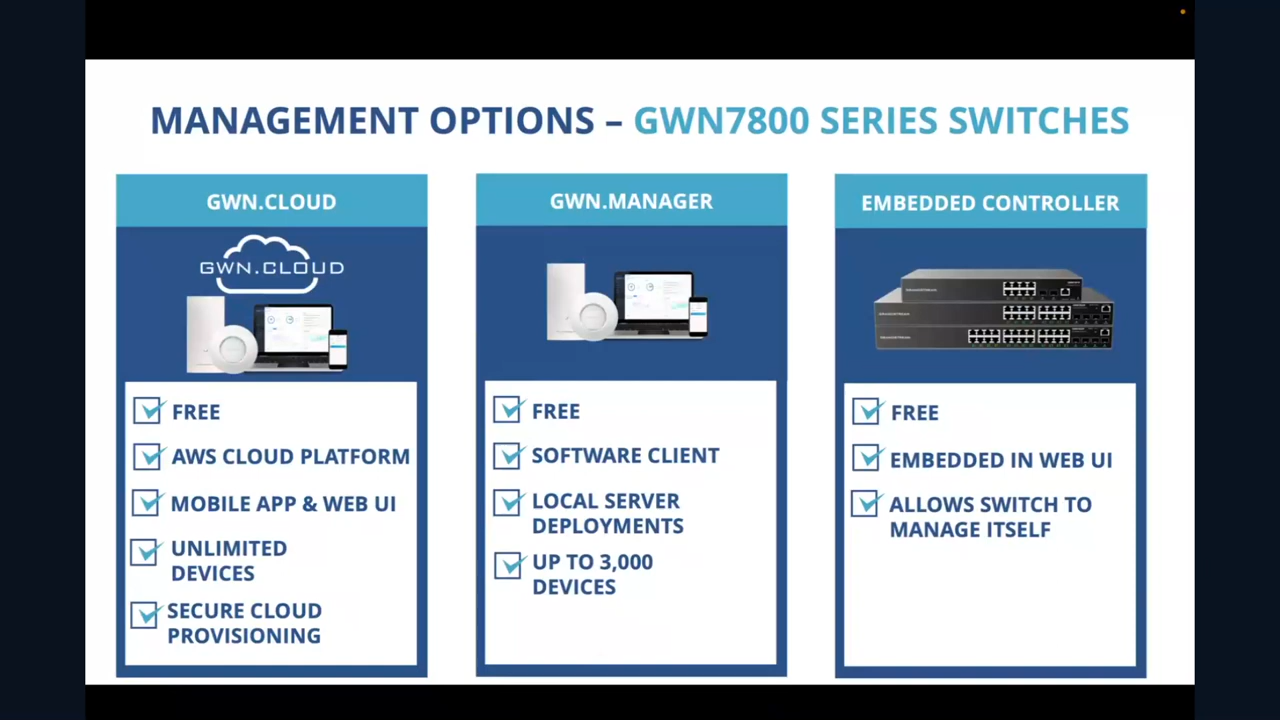 MANAGEMENT OPTIONS – GWN7800 SERIES SWITCHES
GWN.CLOUD
GWN.CLOUD
FREE
AWS CLOUD PLATFORM
MOBILE APP & WEB UI
UNLIMITED
DEVICES
SECURE CLOUD
PROVISIONING
GWN.MANAGER
FREE
SOFTWARE CLIENT
LOCAL SERVER
DEPLOYMENTS
UP TO 3,000
DEVICES
EMBEDDED CONTROLLER
FREE
EMBEDDED IN WEB UI
ALLOWS SWITCH TO
MANAGE ITSELF